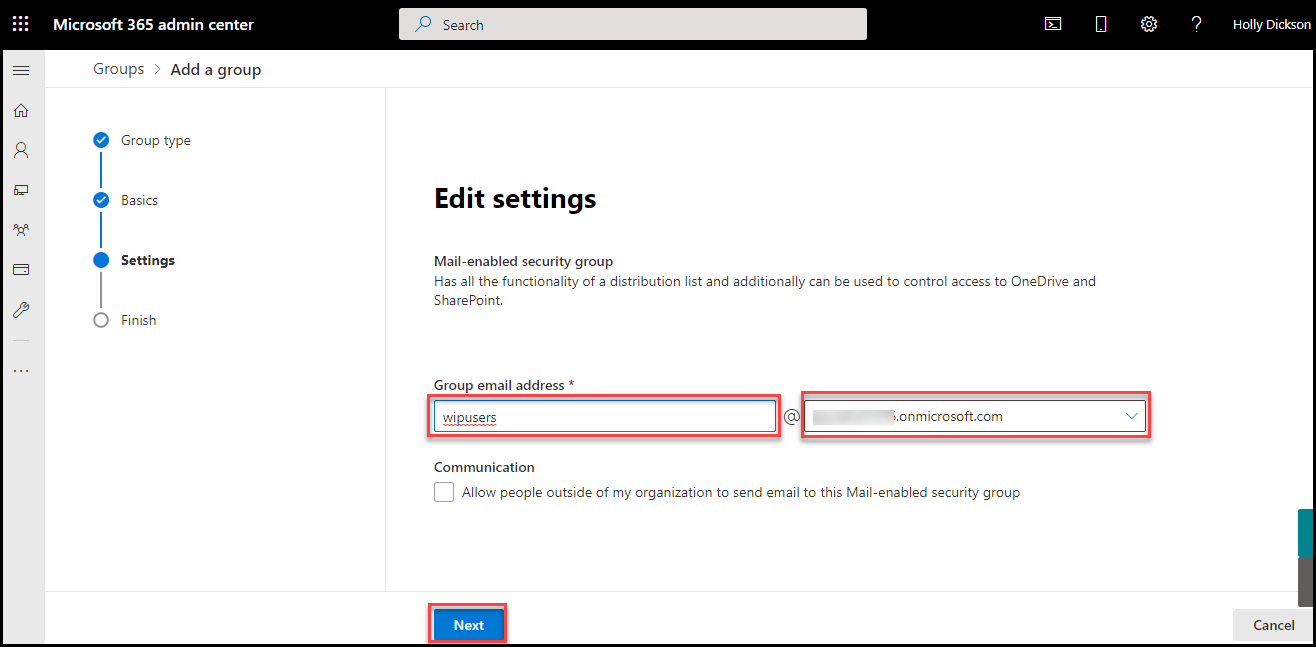 Microsoft 365 admin center
Search
Holly Dickson
Groups > Add a group
Group type
Basics
Settings
Finish
Edit settings
Mail-enabled security group
Has all the functionality of a distribution list and additionally can be used to control access to OneDrive and
SharePoint.
Group email address *
wipusers @ .onmicrosoft.com
Communication
Allow people outside of my organization to send email to this Mail-enabled security group
Next
Cancel